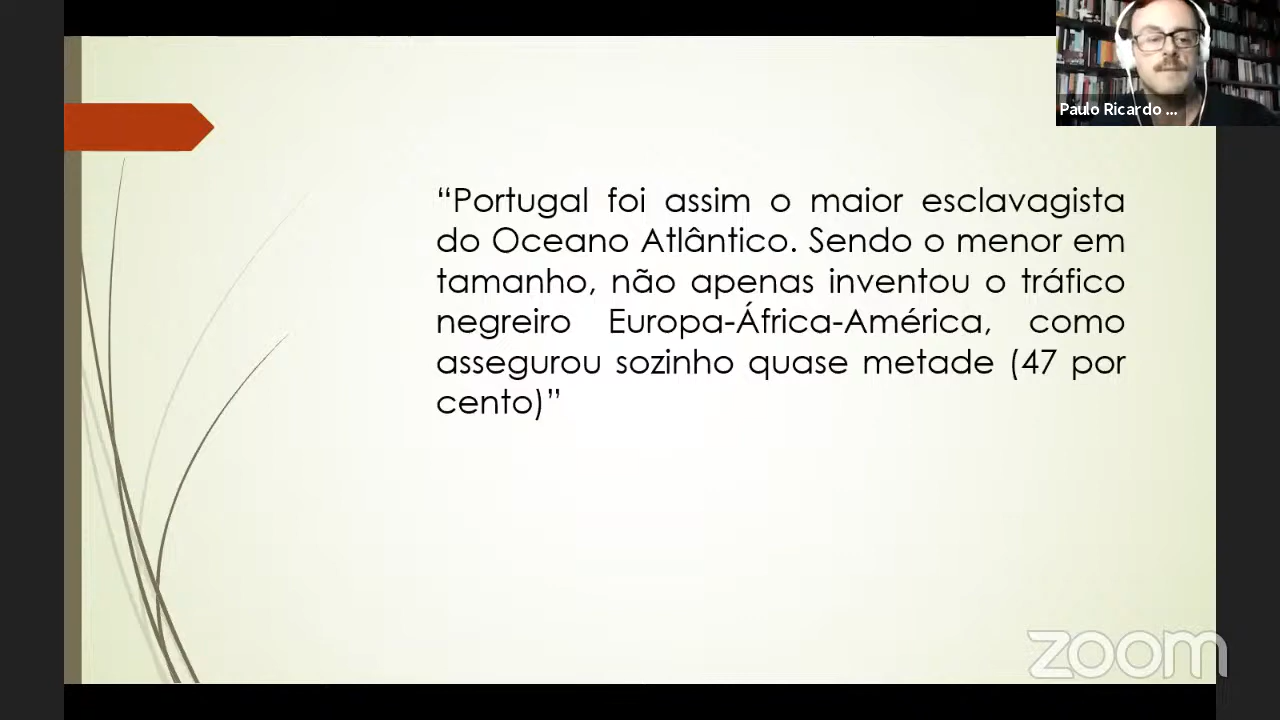 Paulo Ricardo ...
“Portugal foi assim o maior esclavagista
do Oceano Atlântico. Sendo o menor em
tamanho, não apenas inventou o tráfico
negreiro Europa-África-América, como
assegurou sozinho quase metade (47 por
cento)”
zoom